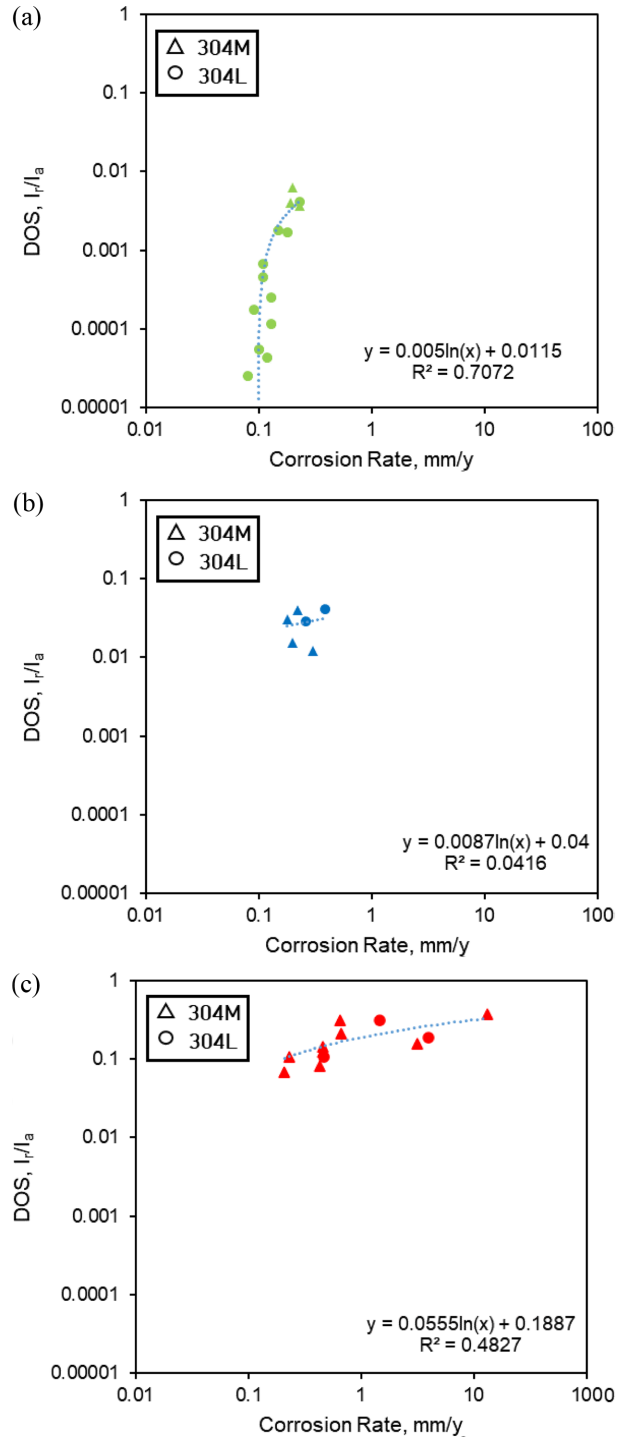 (a)
304M
304L
1
0.1
0.01
0.001
0.0001
0.00001
DOS, Ir/Ia
y = 0.005ln(x) + 0.0115
R² = 0.7072
0.01 0.1 1 10 100
Corrosion Rate, mm/y
(b)
304M
304L
1
0.1
0.01
0.001
0.0001
0.00001
DOS, Ir/Ia
y = 0.0087ln(x) + 0.04
R² = 0.0416
0.01 0.1 1 10 100
Corrosion Rate, mm/y
(c)
304M
304L
1
0.1
0.01
0.001
0.0001
0.00001
DOS, Ir/Ia
y = 0.0555ln(x) + 0.1887
R² = 0.4827
0.01 0.1 1 10 1000
Corrosion Rate, mm/y